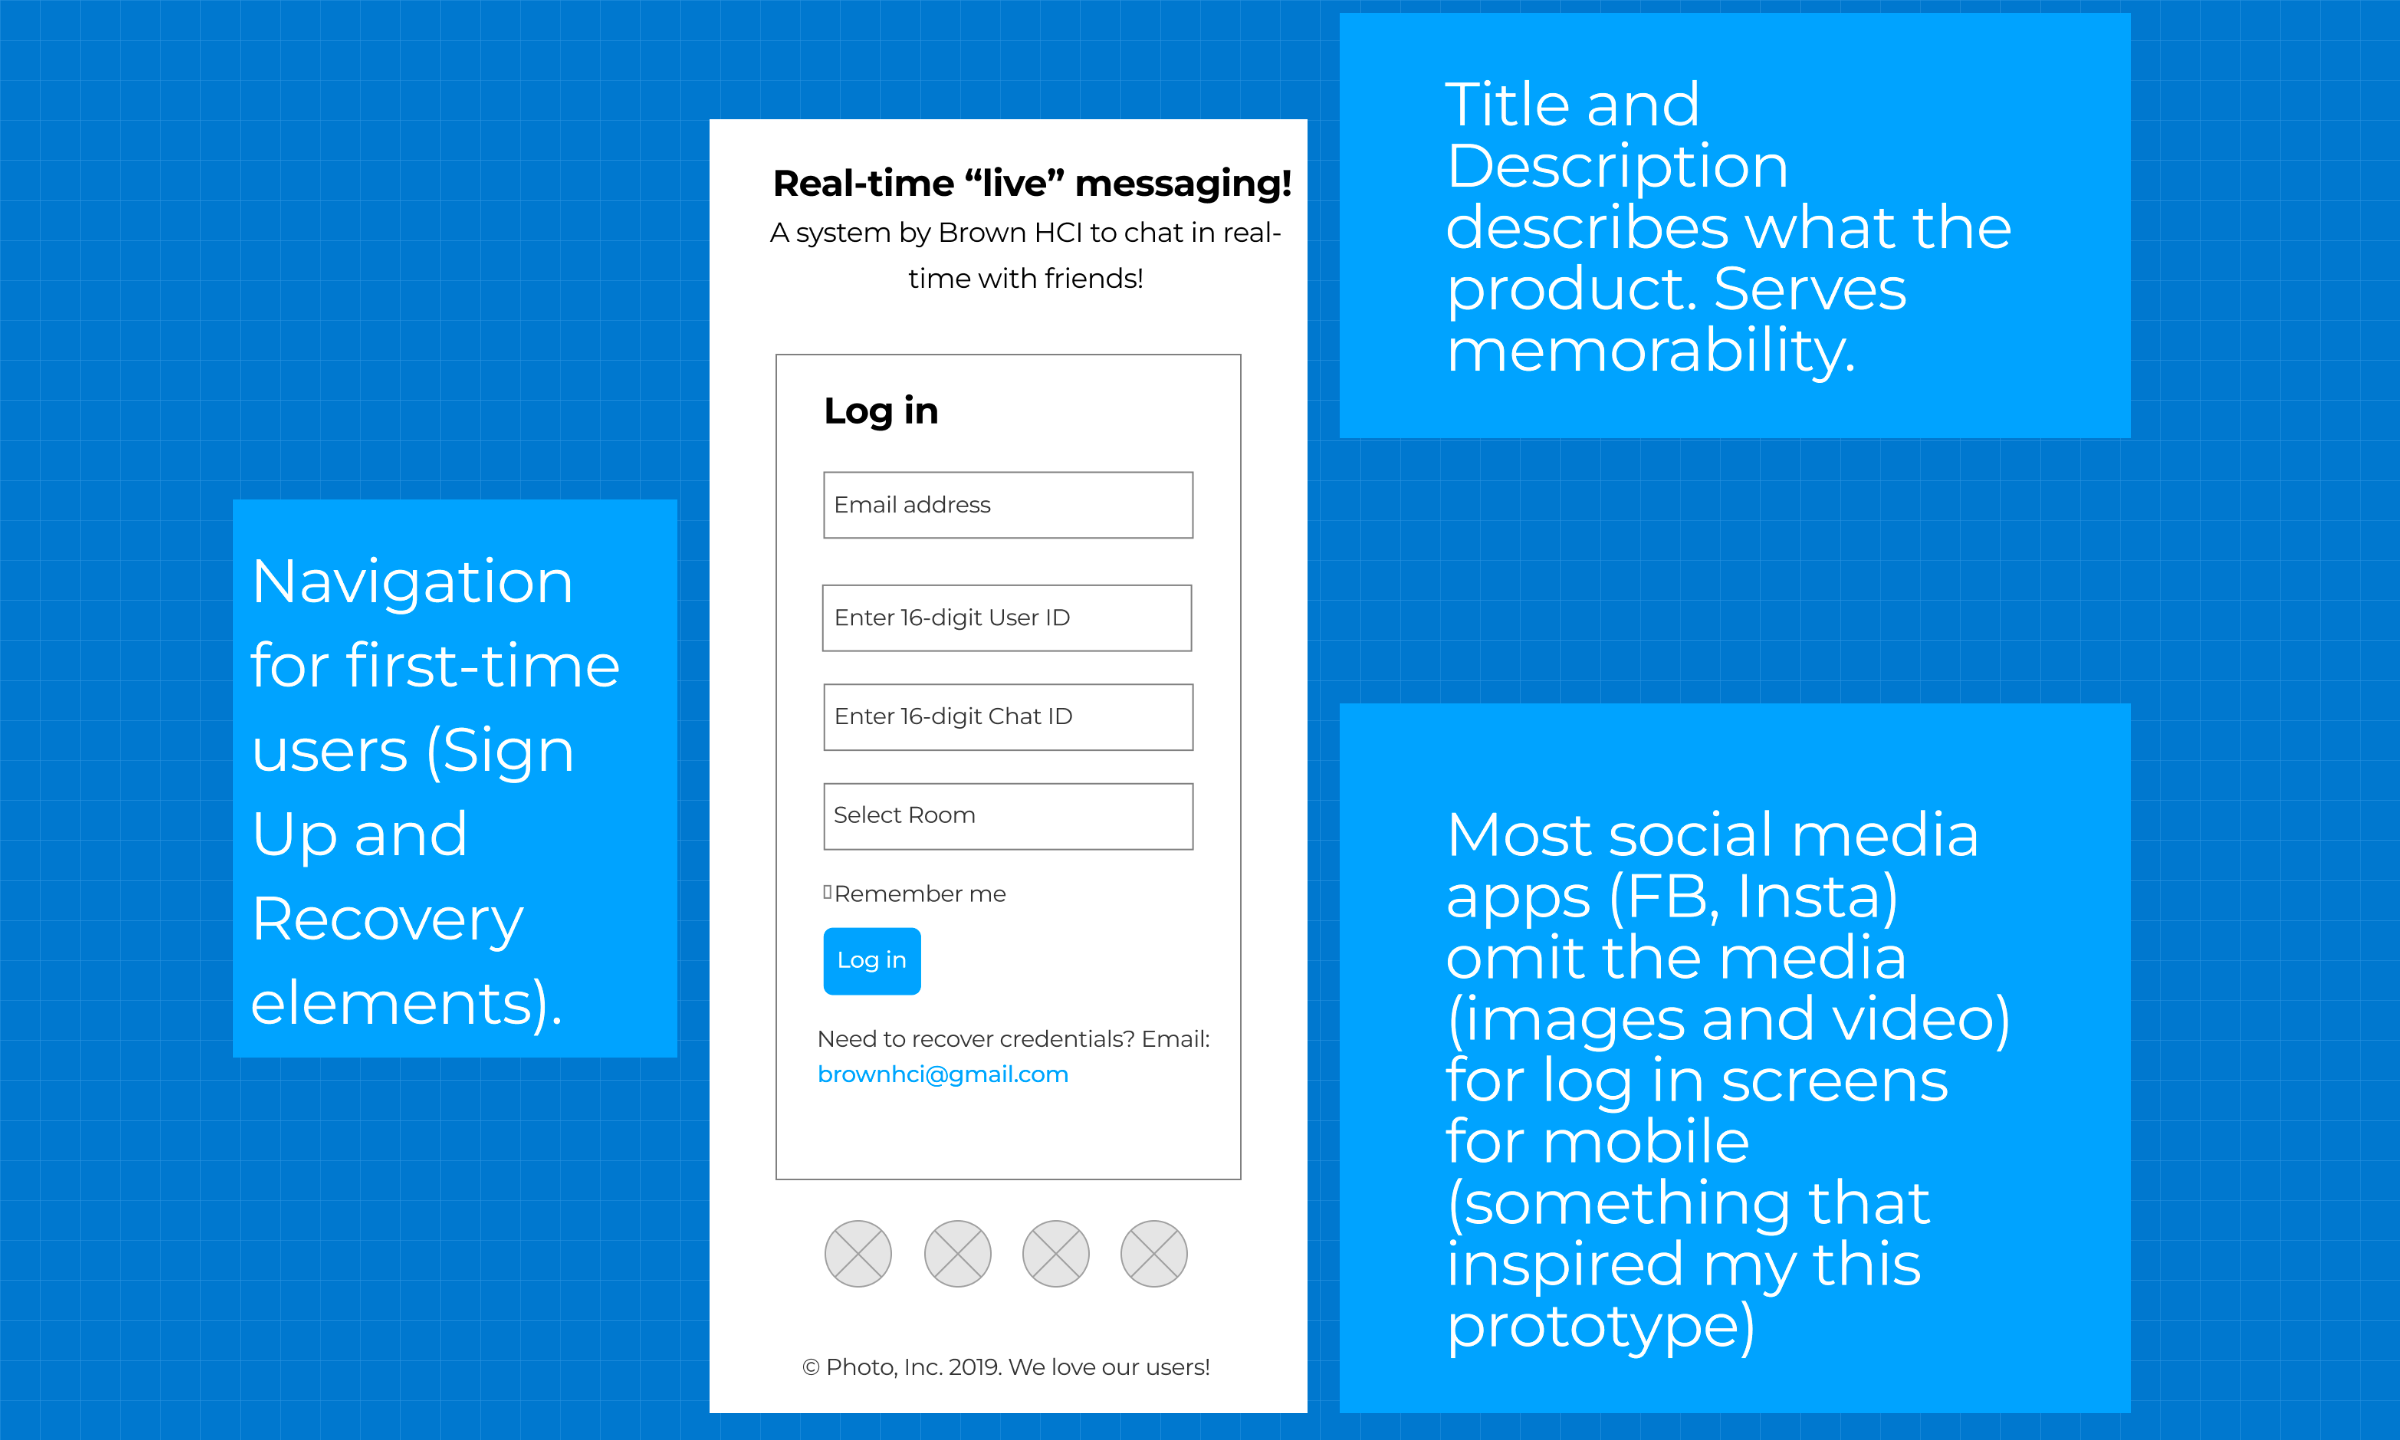 Navigation
for first-time
users (Sign
Up and
Recovery
elements).
Real-time “live” messaging!
A system by Brown HCI to chat in real-
time with friends!
Log in
Email address
Enter 16-digit User ID
Enter 16-digit Chat ID
Select Room
Remember me
Log in
Need to recover credentials? Email:
brownhci@gmail.com
© Photo, Inc. 2019. We love our users!
Title and
Description
describes what the
product. Serves
memorability.
Most social media
apps (FB, Insta)
omit the media
(images and video)
for log in screens
for mobile
(something that
inspired my this
prototype)